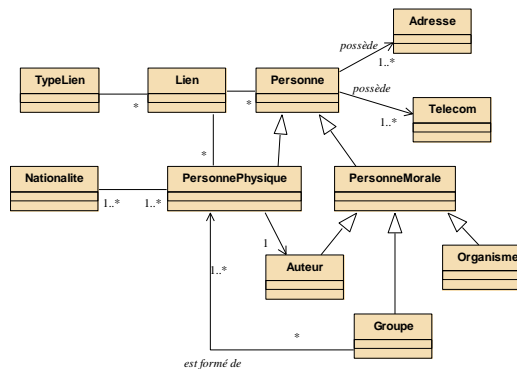 Adresse
possède
1..*
TypeLien
Lien
Personne
*
*
possède
1..*
Telecom
*
Nationalite
PersonnePhysique
PersonneMorale
1..*
1..*
1
Auteur
Organisme
1..*
Groupe
*
est formé de